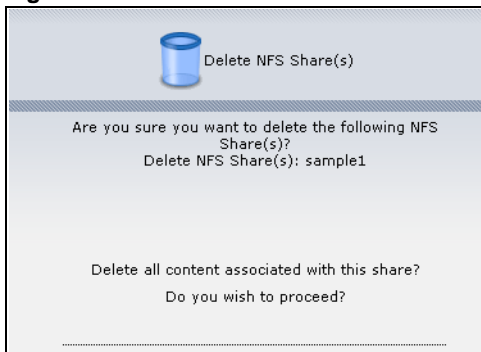 Delete NFS Share(s)
Are you sure you want to delete the following NFS
Share(s)?
Delete NFS Share(s): sample1
Delete all content associated with this share?
Do you wish to proceed?